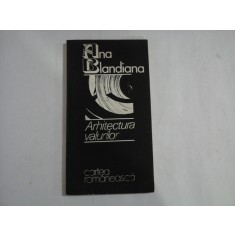 Ana
Blandiana
Arhitectura
valurilor
cartea
românească